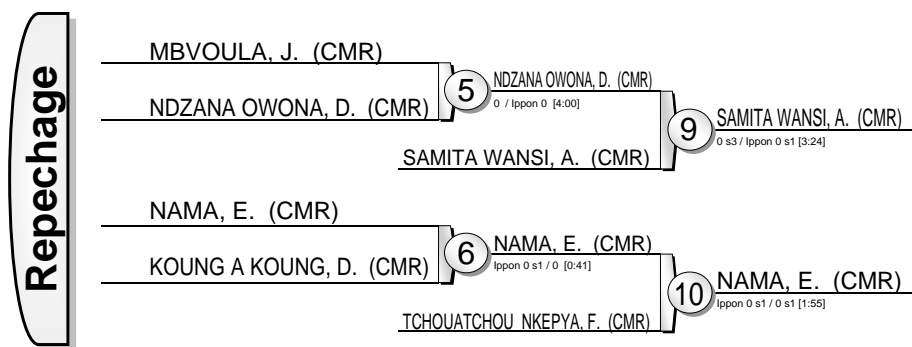 Repechage
MBVOULA, J. (CMR)
NDZANA OWONA, D. (CMR)
5
NDZANA OWONA, D. (CMR)
0 / Ippon 0 [4:00]
SAMITA WANSI, A. (CMR)
9
SAMITA WANSI, A. (CMR)
0 s3 / Ippon 0 s1 [3:24]
NAMA, E. (CMR)
KOUNG A KOUNG, D. (CMR)
6
NAMA, E. (CMR)
Ippon 0 s1 / 0 [0:41]
TCHOUATCHOU NKEPYA, F. (CMR)
10
NAMA, E. (CMR)
Ippon 0 s1 / 0 s1 [1:55]